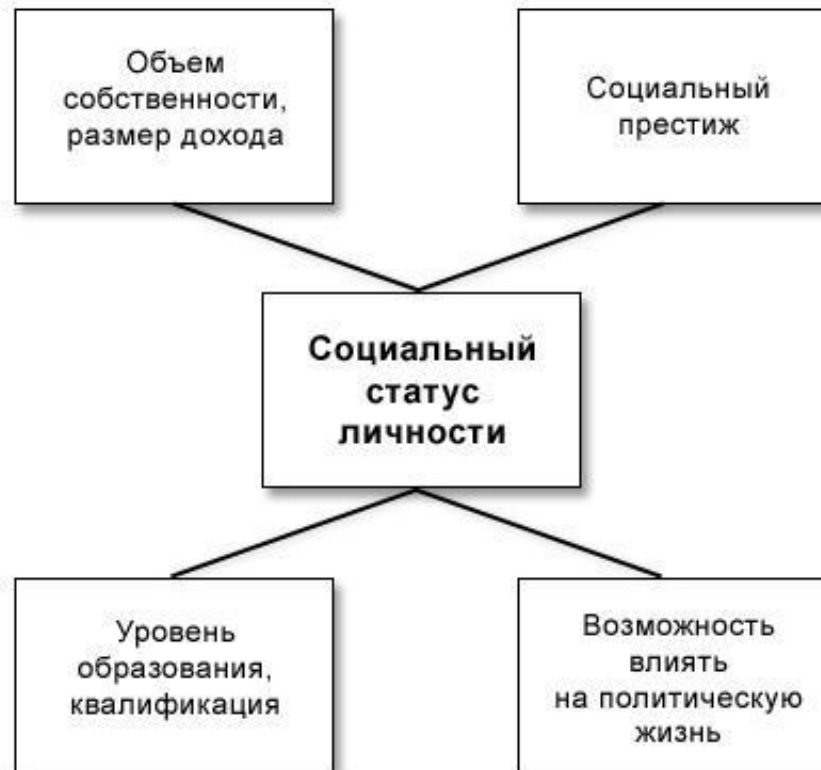 Объем
собственности,
размер дохода
Социальный
престиж
Социальный
статус
личности
Уровень
образования,
квалификация
Возможность
влиять
на политическую
жизнь